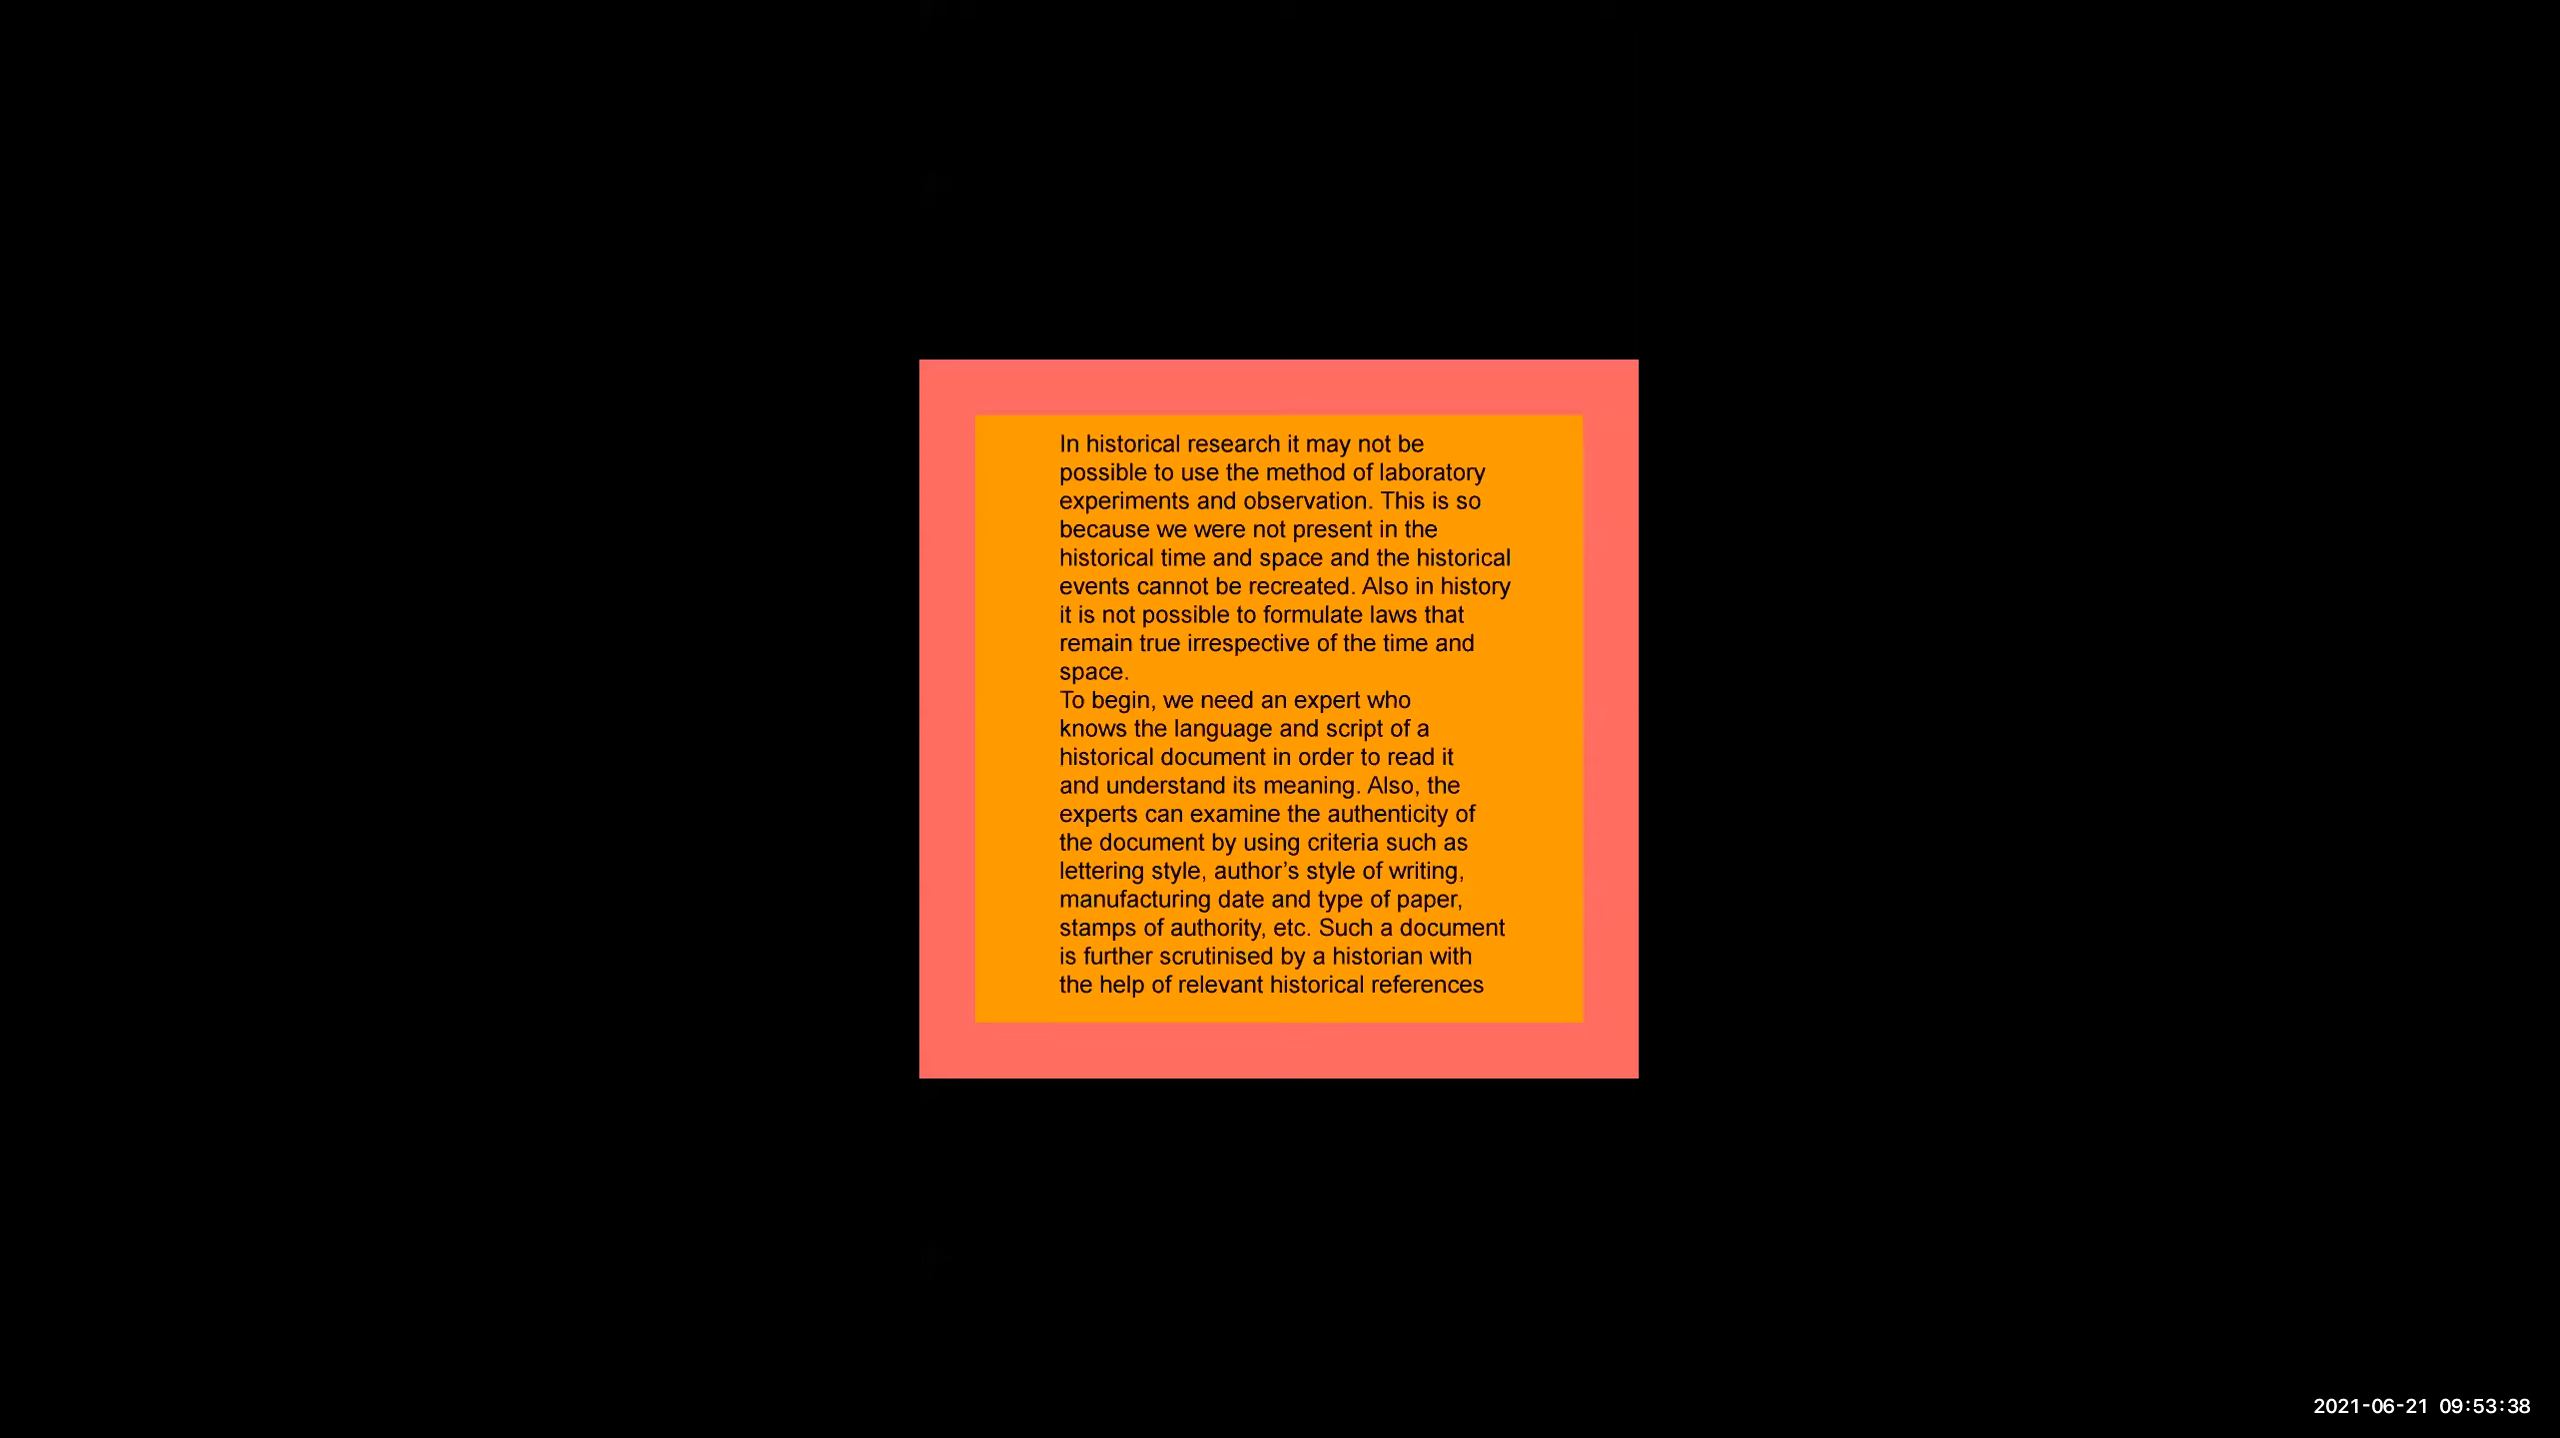 In historical research it may not be
possible to use the method of laboratory
experiments and observation. This is so
because we were not present in the
historical time and space and the historical
events cannot be recreated. Also in history
it is not possible to formulate laws that
remain true irrespective of the time and
space.
To begin, we need an expert who
knows the language and script of a
historical document in order to read it
and understand its meaning. Also, the
experts can examine the authenticity of
the document by using criteria such as
lettering style, author’s style of writing,
manufacturing date and type of paper,
stamps of authority, etc. Such a document
is further scrutinised by a historian with
the help of relevant historical references
2021-06-21 09:53:38